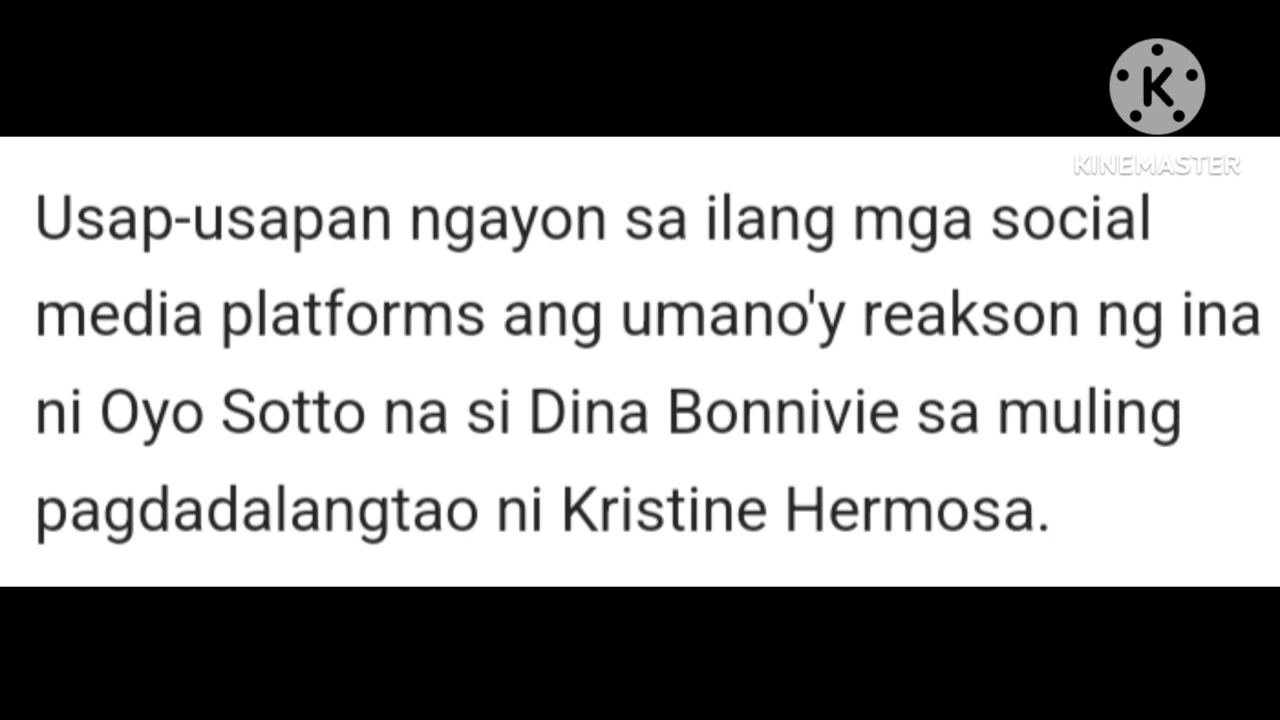 K
KINEMASTER
Usap-usapan ngayon sa ilang mga social
media platforms ang umano'y reakson ng ina
ni Oyo Sotto na si Dina Bonnivie sa muling
pagdadalangtao ni Kristine Hermosa.